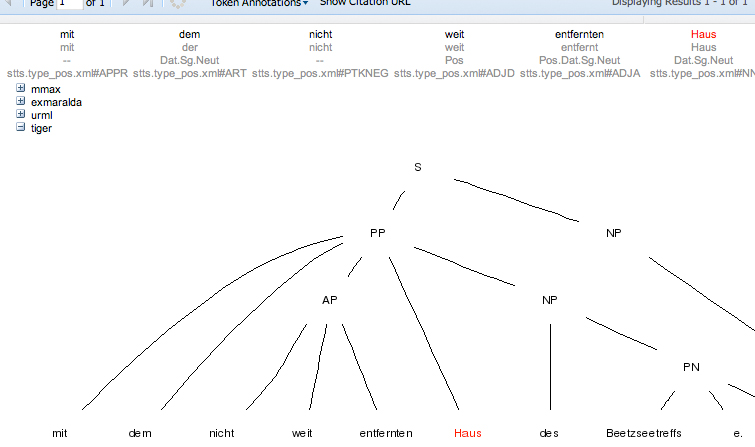 Page 1 of 1 Token Annotations Show Citation URL Displaying Results 1 - 1 of 1
mit dem nicht weit entfernten Haus
mit der nicht weit entfernt Haus
-- Dat.Sg.Neut -- Pos Pos.Dat.Sg.Neut Dat.Sg.Neut
stts.type_pos.xml#APPR stts.type_pos.xml#ART stts.type_pos.xml#PTKNEG stts.type_pos.xml#ADJD stts.type_pos.xml#ADJA stts.type_pos.xml#NN
mmax
exmaralda
urml
tiger
S
PP NP
AP NP
PN
mit dem nicht weit entfernten Haus des Beetzseetreffs e.